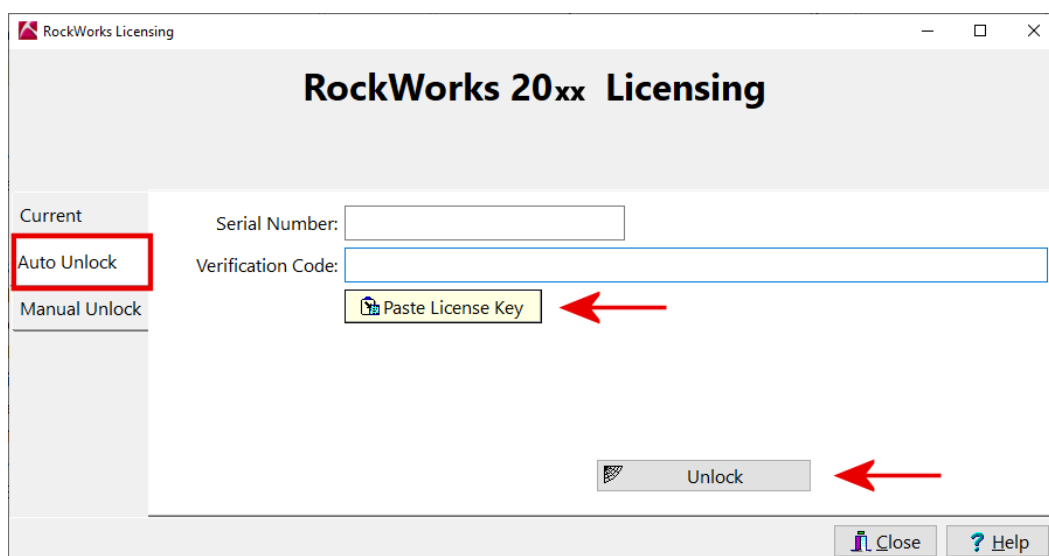 RockWorks Licensing
RockWorks 20xx Licensing
Current
Serial Number:
Auto Unlock
Verification Code:
Manual Unlock
Paste License Key
Unlock
Close
? Help